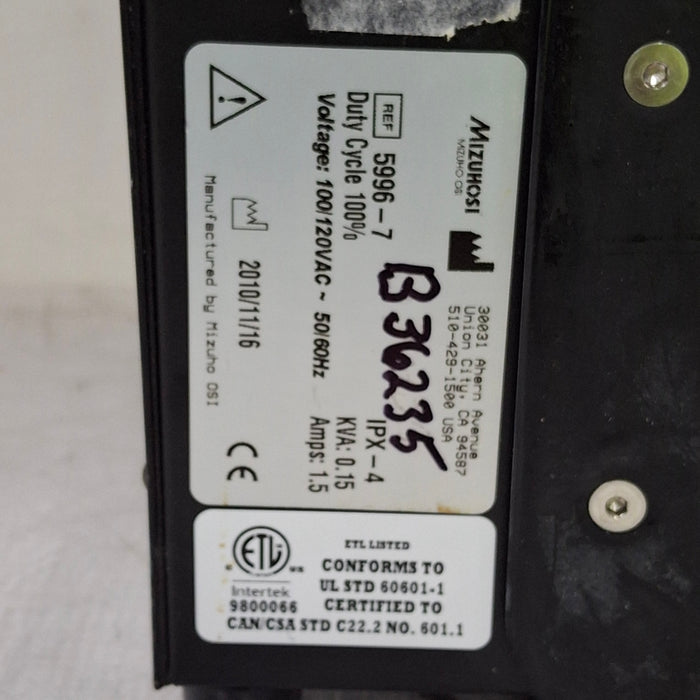 MIZUHOSI
MIZUHO OSI
30031 Ahern Avenue
Union City, CA 94587
510-429-1500 USA
B36235
REF 5996-7
IPX-4
Duty Cycle 100%
KVA: 0.15
Voltage: 100/120VAC ~ 50/60Hz
Amps: 1.5
2010/11/16
CE
Manufactured by Mizuho OSI
ETL
c us
Intertek
9800066
ETL LISTED
CONFORMS TO
UL STD 60601-1
CERTIFIED TO
CAN/CSA STD C22.2 NO. 601.1